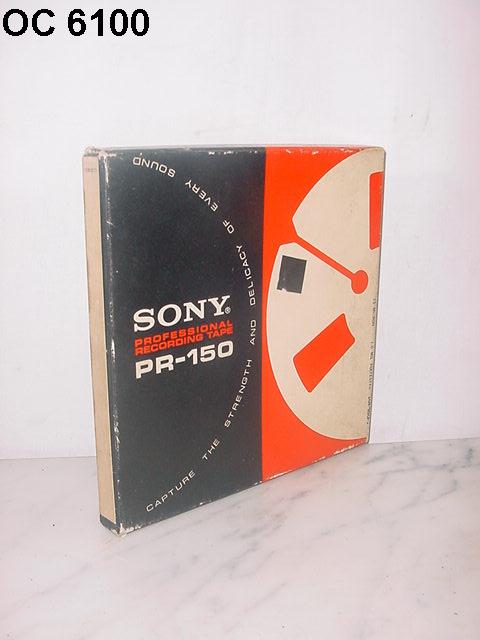 OC 6100
SONY®
PROFESSIONAL
RECORDING TAPE
PR-150
CAPTURE THE STRENGTH AND DELICACY OF EVERY SOUND